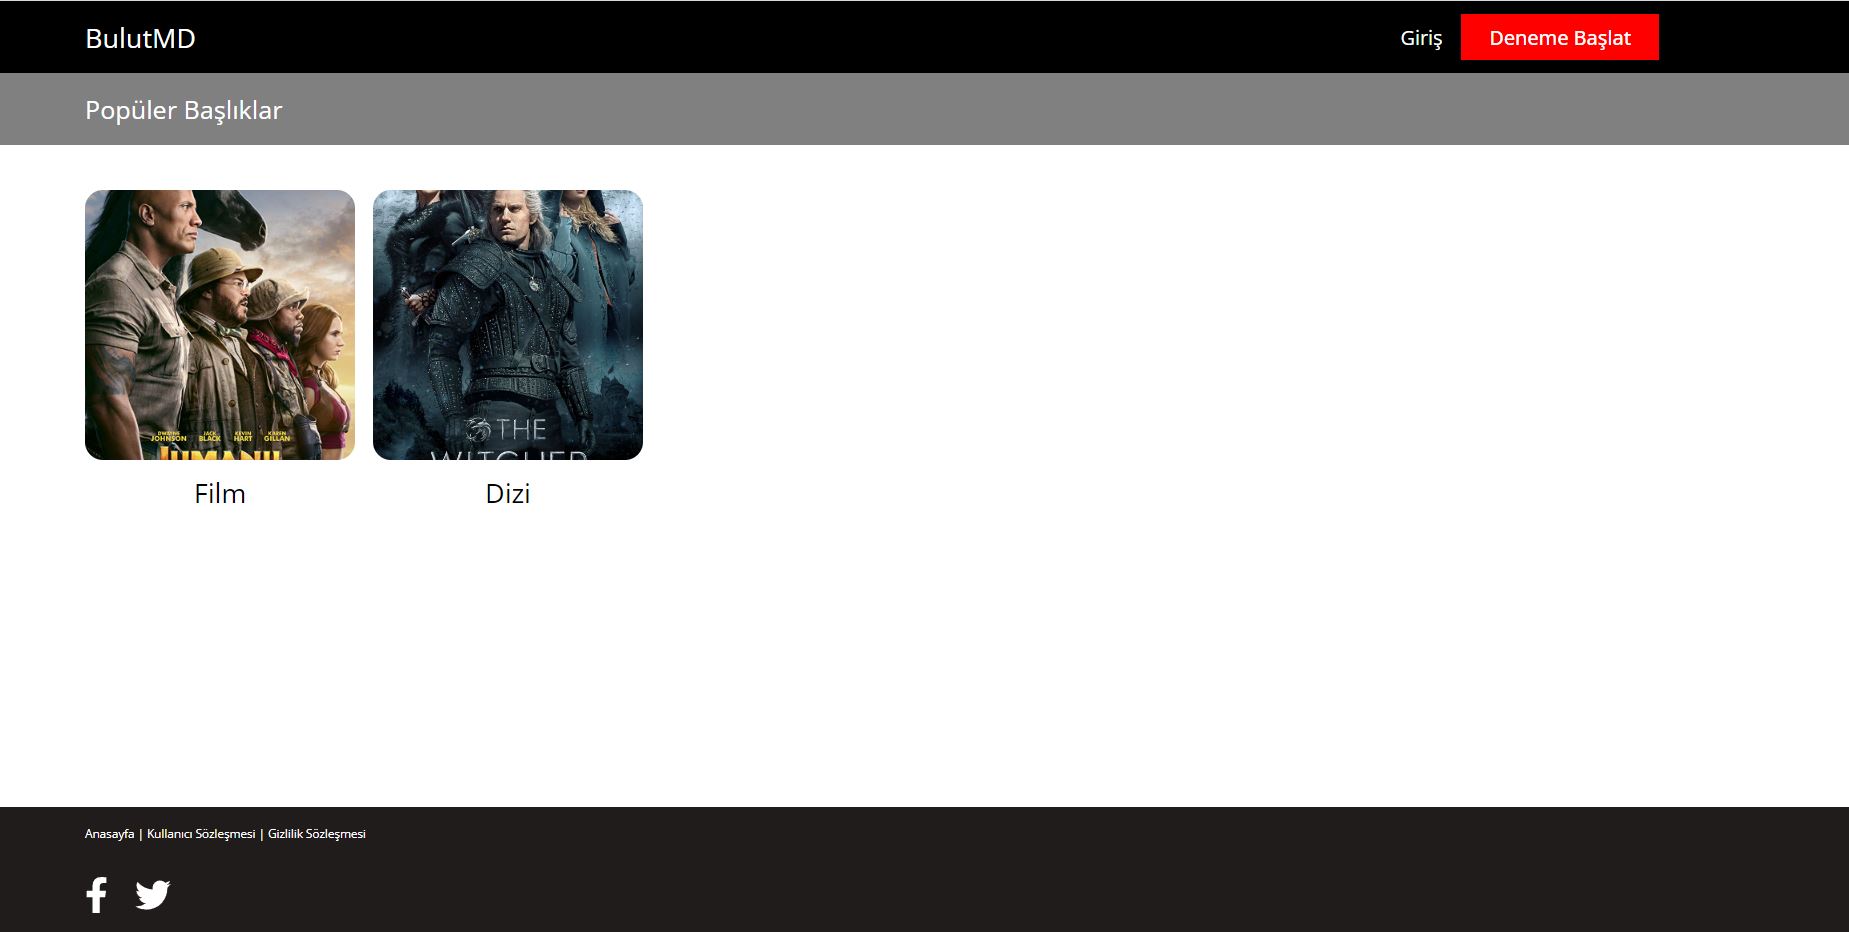 BulutMD
Giriş
Deneme Başlat
Popüler Başlıklar
DWAYNE JOHNSON JACK BLACK KEVIN HART KAREN GILLAN
THE
WITCHER
Film
Dizi
Anasayfa | Kullanıcı Sözleşmesi | Gizlilik Sözleşmesi